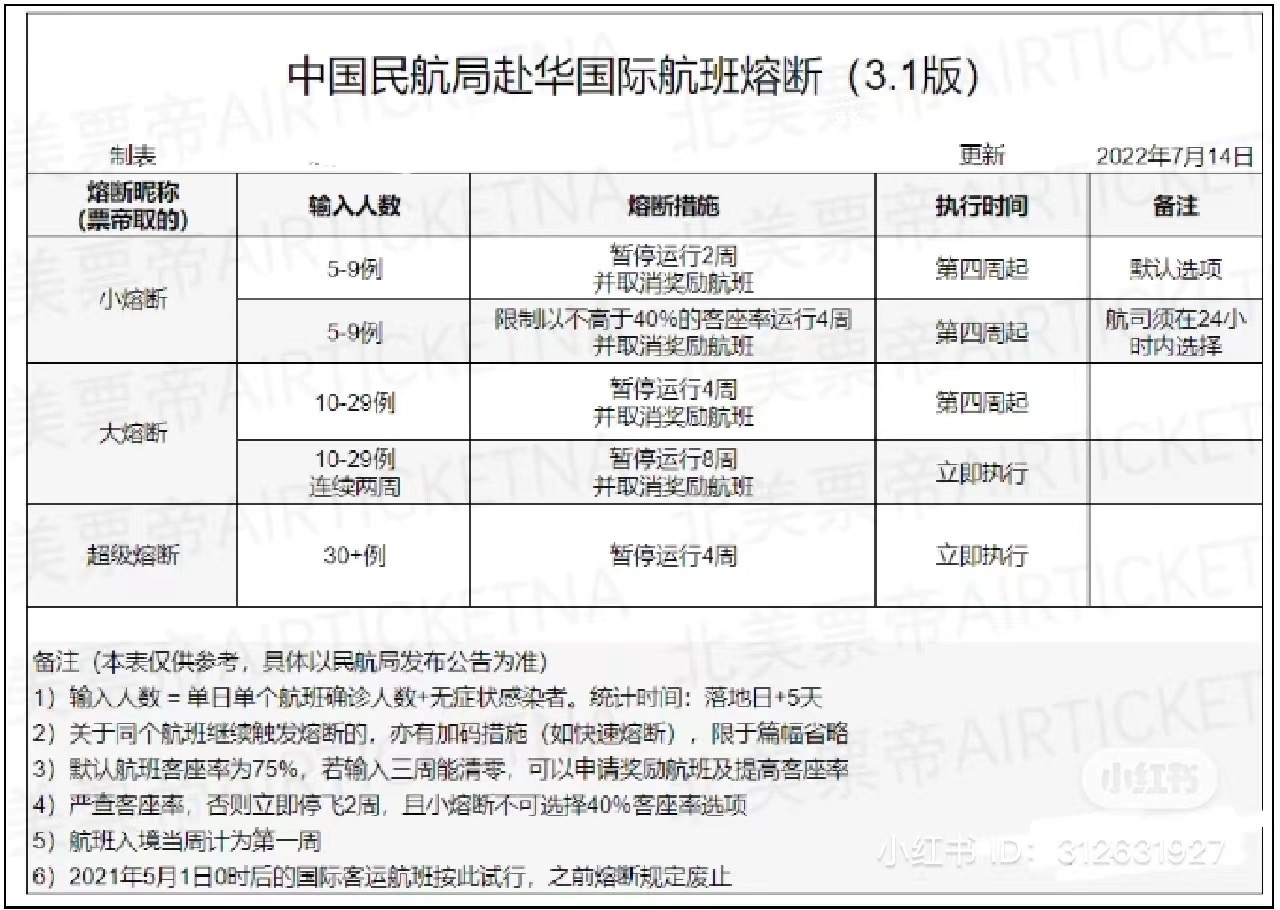 中国民航局赴华国际航班熔断（3.1版）
制表 更新 2022年7月14日
熔断昵称
(票帝取的)
输入人数
熔断措施
执行时间
备注
小熔断
5-9例
暂停运行2周
并取消奖励航班
第四周起
默认选项
5-9例
限制以不高于40%的客座率运行4周
并取消奖励航班
第四周起
航司须在24小
时内选择
大熔断
10-29例
暂停运行4周
并取消奖励航班
第四周起
10-29例
连续两周
暂停运行8周
并取消奖励航班
立即执行
超级熔断
30+例
暂停运行4周
立即执行
备注（本表仅供参考，具体以民航局发布公告为准）
1）输入人数 = 单日单个航班确诊人数+无症状感染者。统计时间：落地日+5天
2）关于同个航班继续触发熔断的，亦有加码措施（如快速熔断），限于篇幅省略
3）默认航班客座率为75%，若输入三周能清零，可以申请奖励航班及提高客座率
4）严查客座率，否则立即停飞2周，且小熔断不可选择40%客座率选项
5）航班入境当周计为第一周
6）2021年5月1日0时后的国际客运航班按此试行，之前熔断规定废止
小红书
小红书 ID：312631927
北美票帝AIRTICKETNA